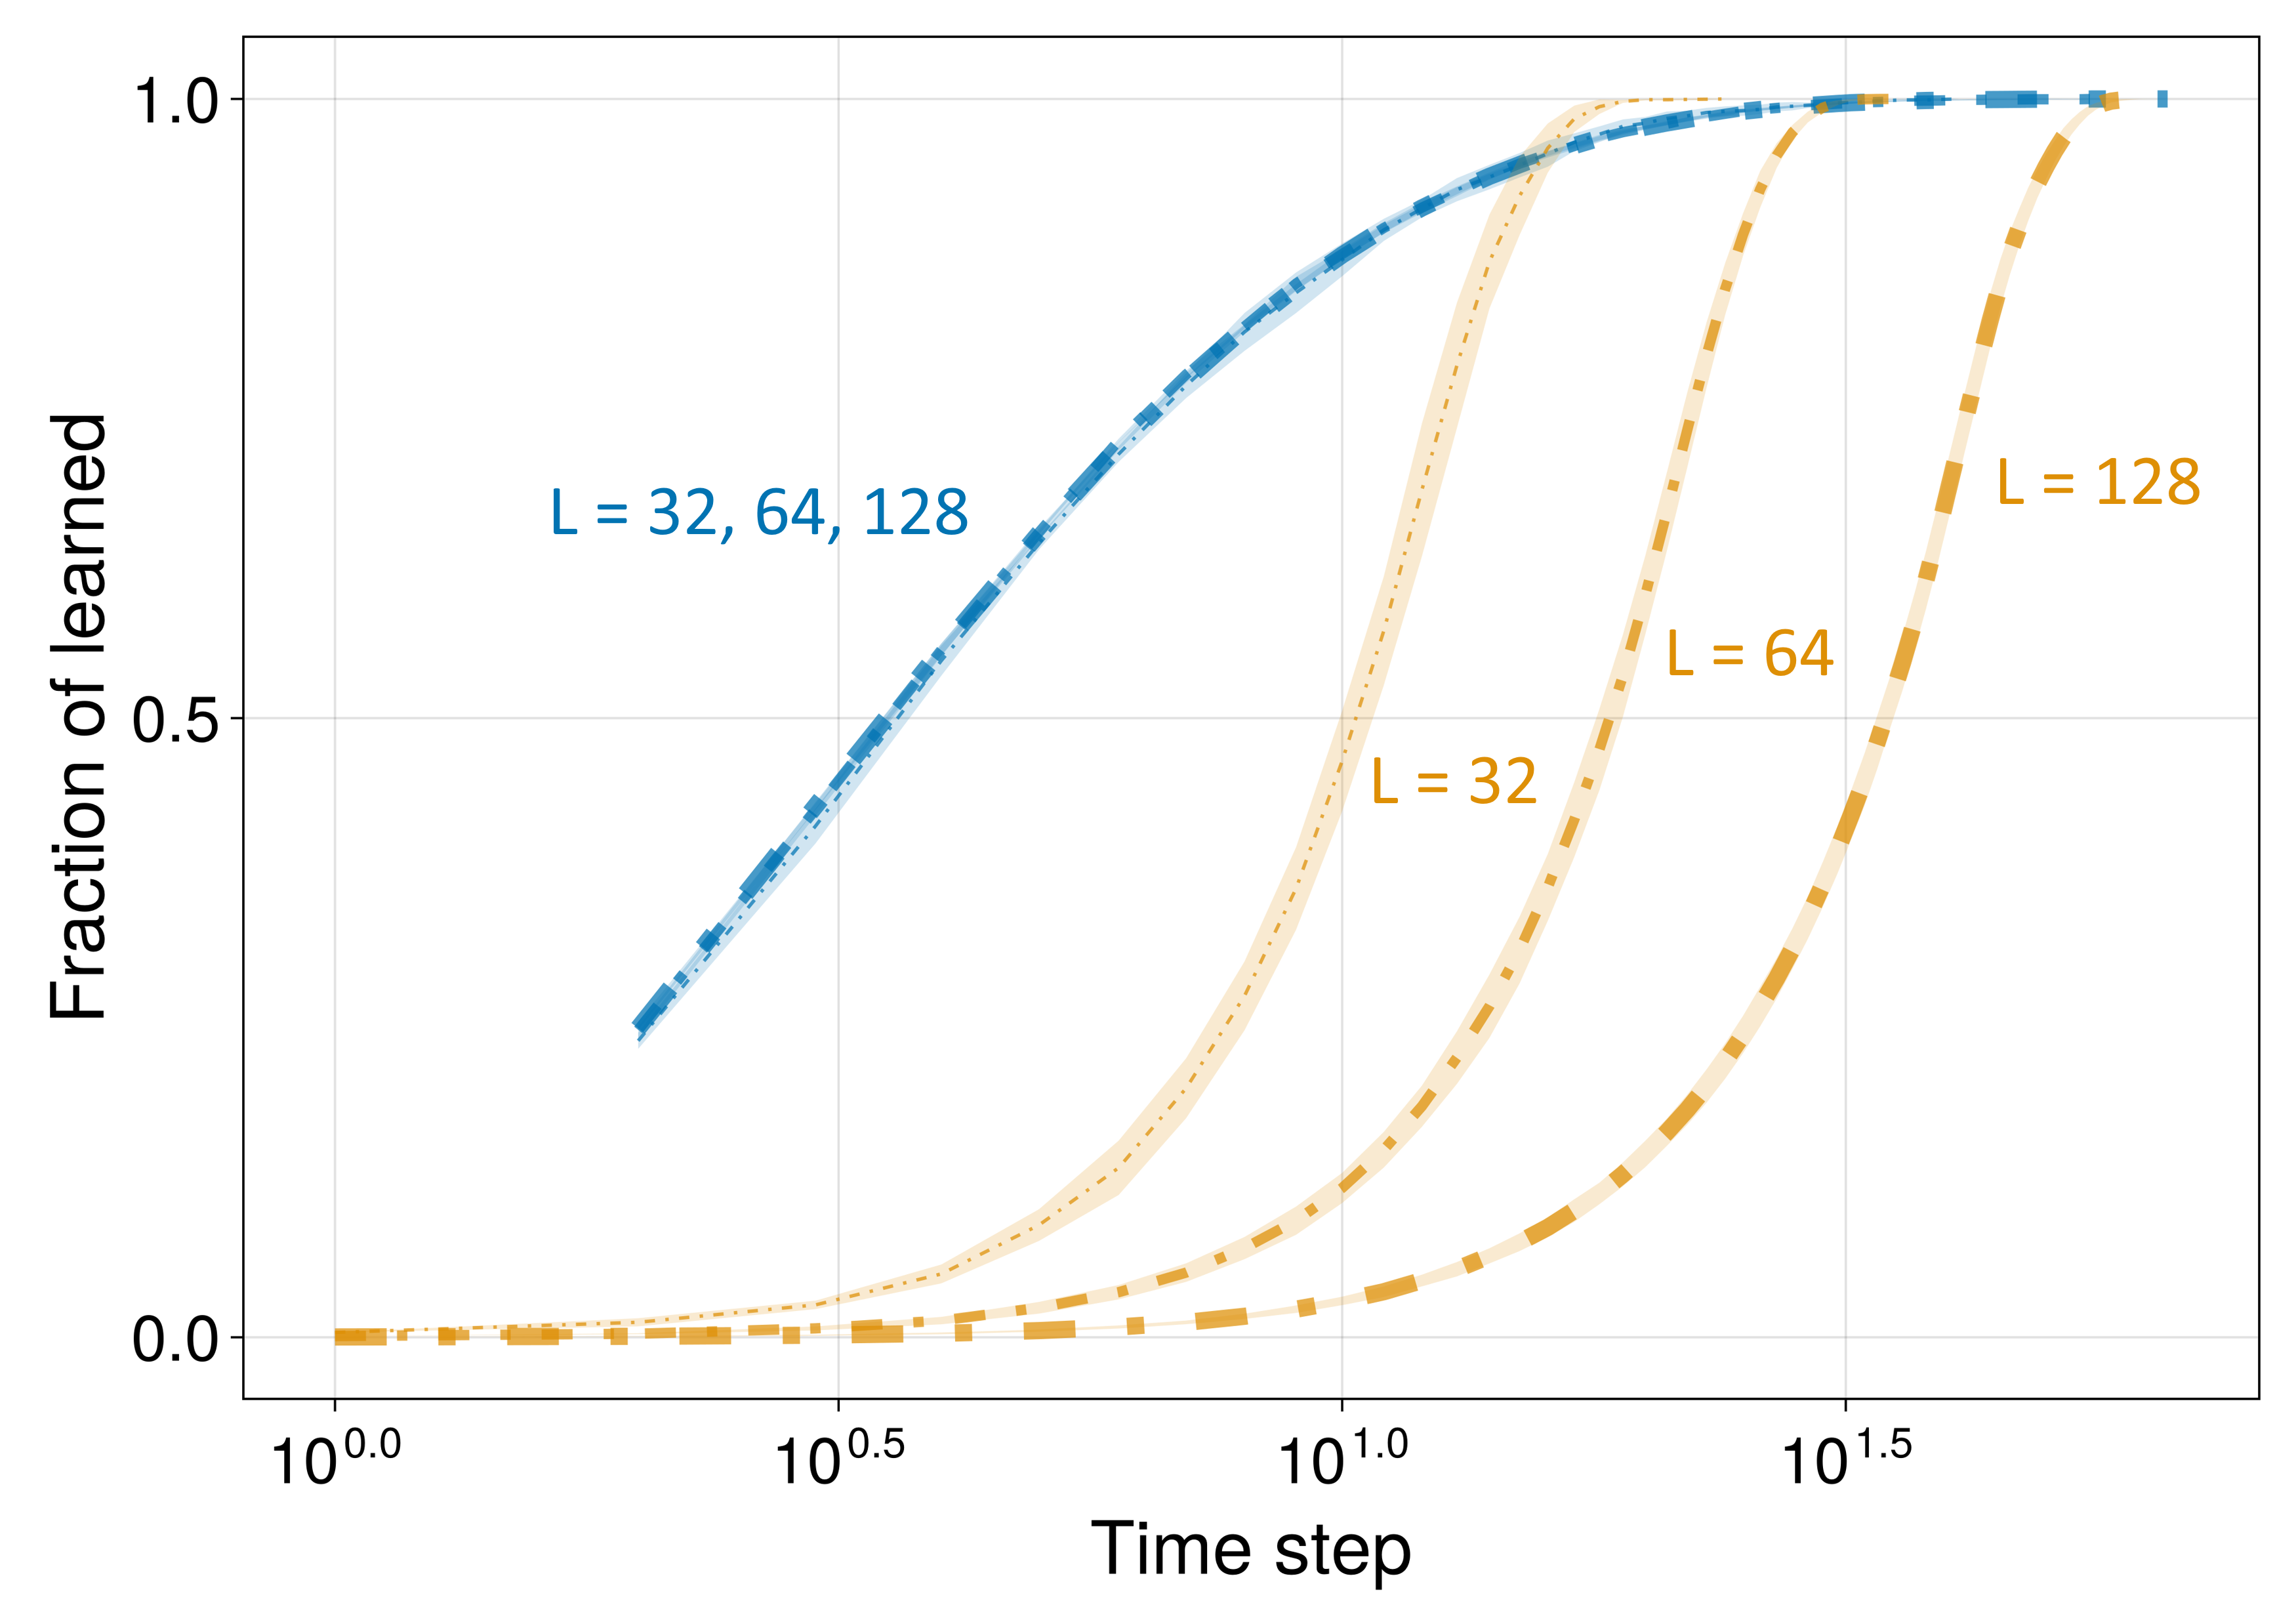 1.0
Fraction of learned
L = 32, 64, 128
L = 128
L = 64
0.5
L = 32
0.0
10^0.0 10^0.5 10^1.0 10^1.5
Time step